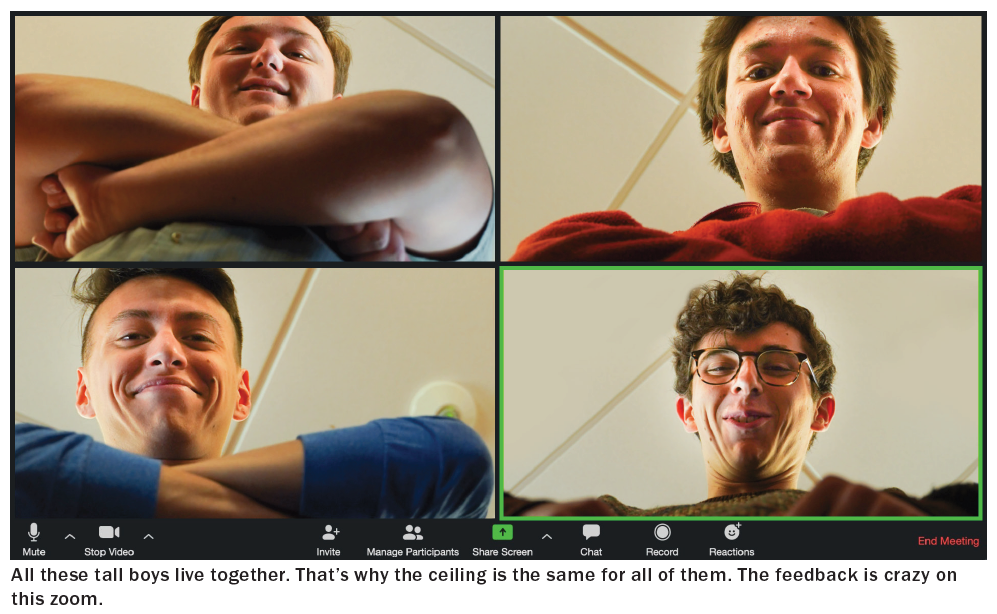 Mute
Stop Video
Invite
Manage Participants
Share Screen
Chat
Record
Reactions
End Meeting
All these tall boys live together. That’s why the ceiling is the same for all of them. The feedback is crazy on
this zoom.